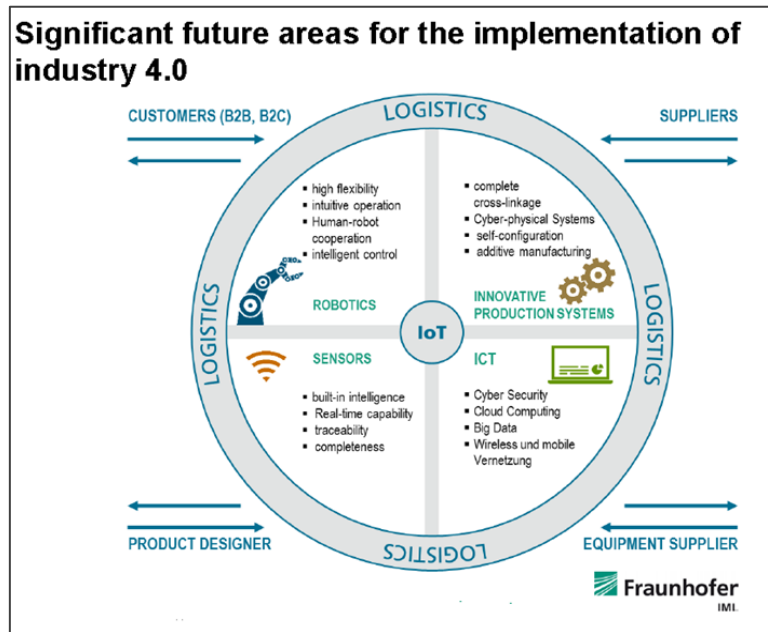 Significant future areas for the implementation of
industry 4.0
CUSTOMERS (B2B, B2C)
LOGISTICS
SUPPLIERS
▪ high flexibility
▪ intuitive operation
▪ Human-robot
cooperation
▪ intelligent control
▪ complete
cross-linkage
▪ Cyber-physical Systems
▪ self-configuration
▪ additive manufacturing
LOGISTICS
ROBOTICS
INNOVATIVE
PRODUCTION SYSTEMS
LOGISTICS
IoT
SENSORS
ICT
▪ built-in intelligence
▪ Real-time capability
▪ traceability
▪ completeness
▪ Cyber Security
▪ Cloud Computing
▪ Big Data
▪ Wireless und mobile
Vernetzung
PRODUCT DESIGNER
LOGISTICS
EQUIPMENT SUPPLIER
Fraunhofer
IML